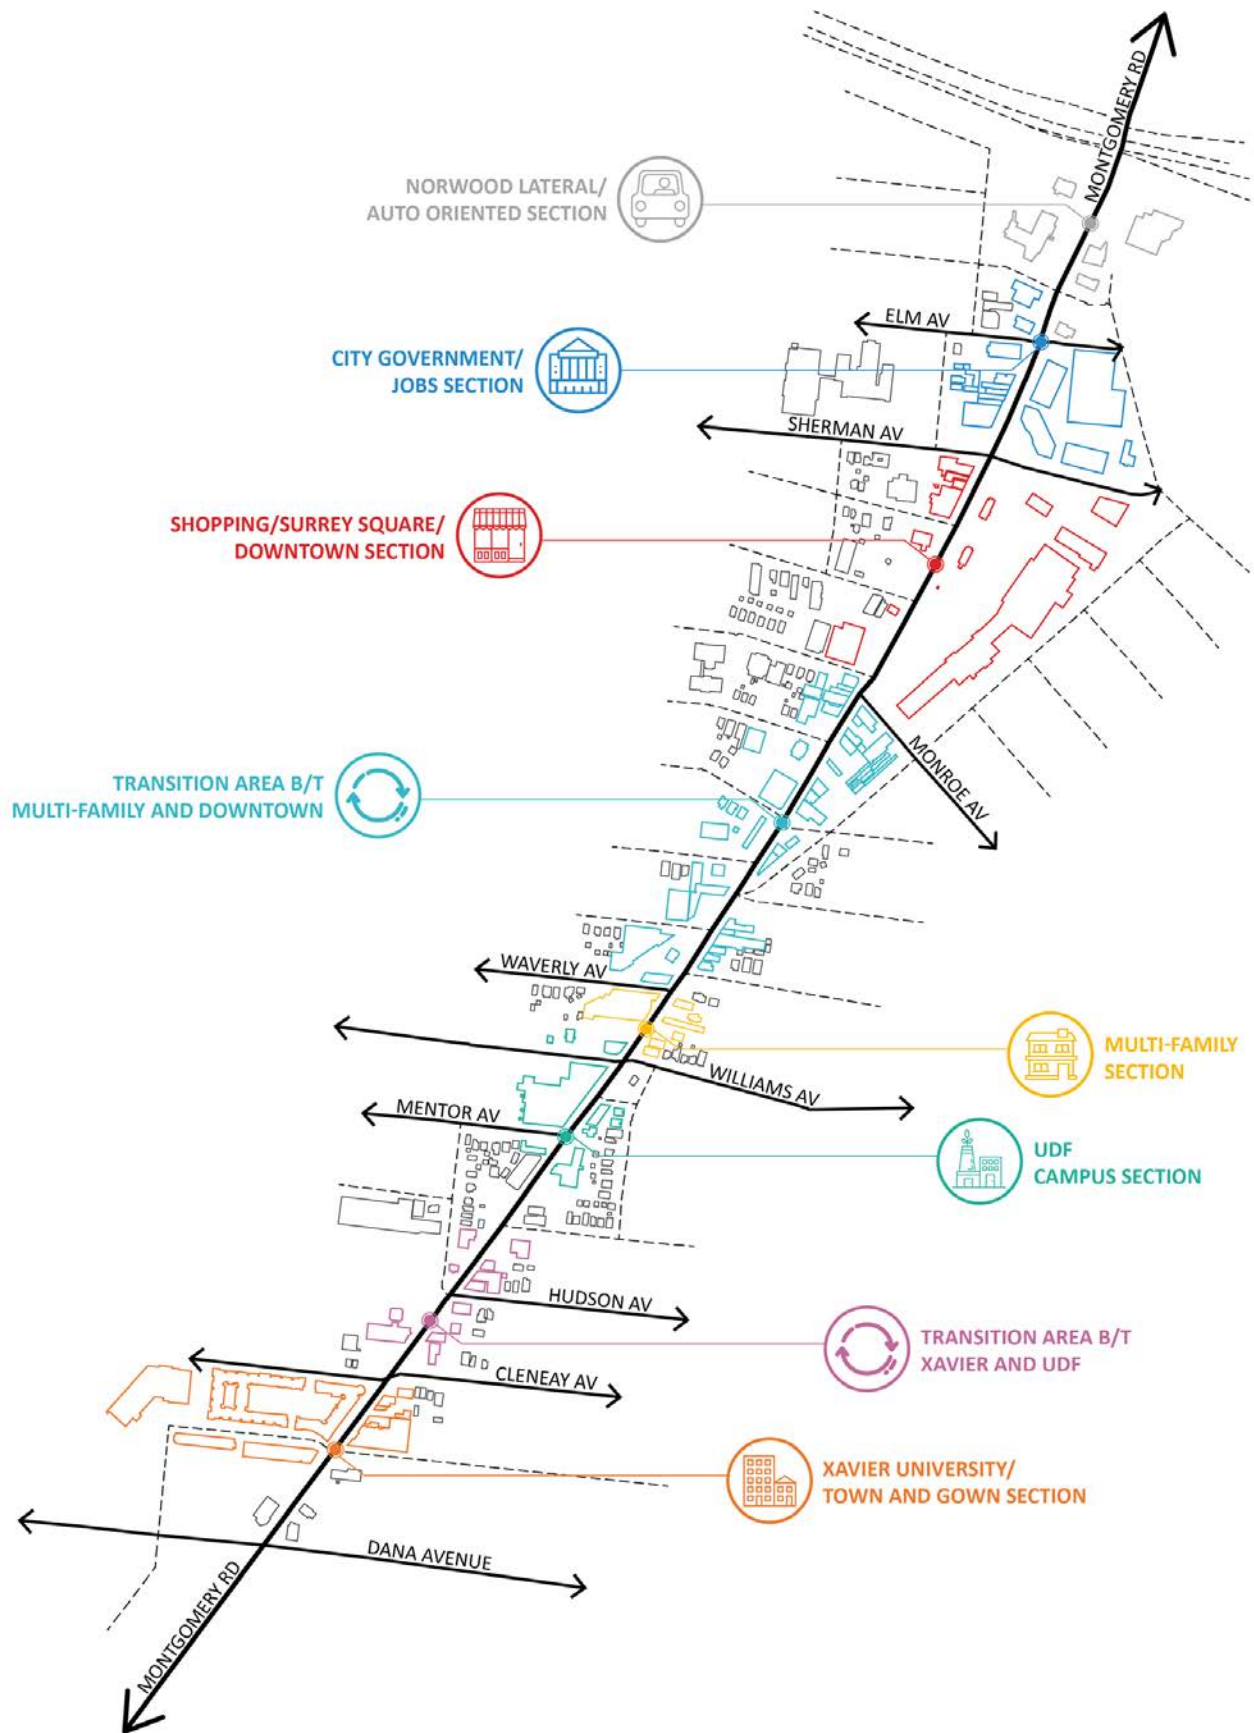 MONTGOMERY RD
NORWOOD LATERAL/
AUTO ORIENTED SECTION
ELM AV
CITY GOVERNMENT/
JOBS SECTION
SHERMAN AV
SHOPPING/SURREY SQUARE/
DOWNTOWN SECTION
MONROE AV
TRANSITION AREA B/T
MULTI-FAMILY AND DOWNTOWN
WAVERLY AV
MULTI-FAMILY
SECTION
WILLIAMS AV
MENTOR AV
UDF
CAMPUS SECTION
HUDSON AV
TRANSITION AREA B/T
XAVIER AND UDF
CLENEAY AV
XAVIER UNIVERSITY/
TOWN AND GOWN SECTION
DANA AVENUE
MONTGOMERY RD